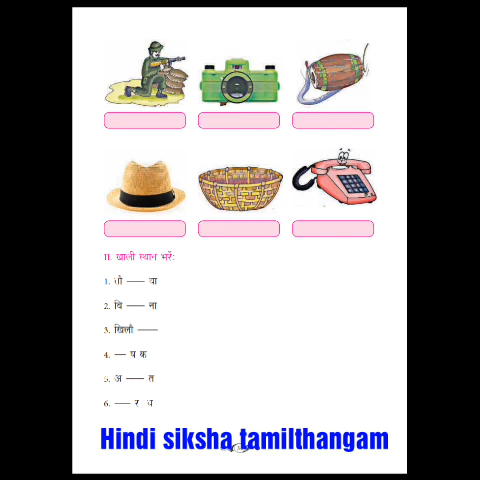 II. खाली स्थान भरें:
1. तौ —— या
2. वि —— ना
3. खिलौ ——
4. — ष क
5. अ —— त
6. —— र ध
Hindi siksha tamilthangam